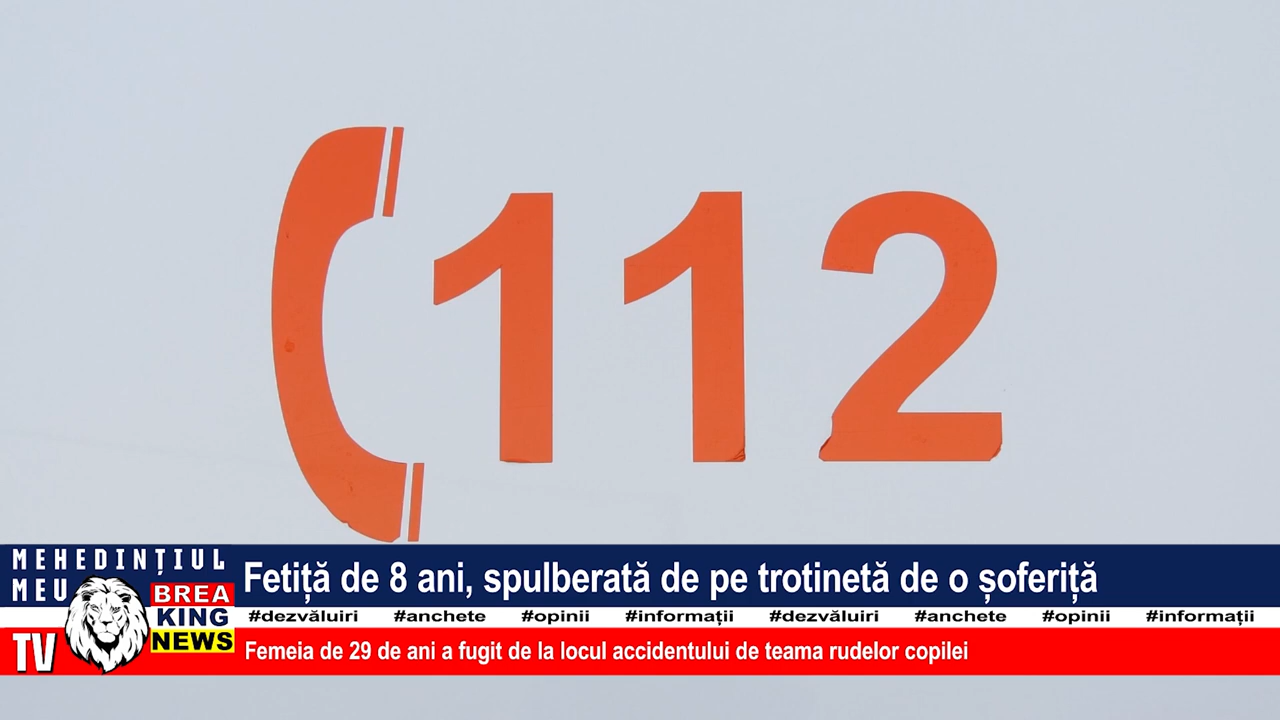 112
MEHEDINȚIUL
MEU
TV
BREA
KING
NEWS
Fetiță de 8 ani, spulberată de pe trotinetă de o șoferiță
#dezvăluiri #anchete #opinii #informații #dezvăluiri #anchete #opinii #informații
Femeia de 29 de ani a fugit de la locul accidentului de teama rudelor copilei